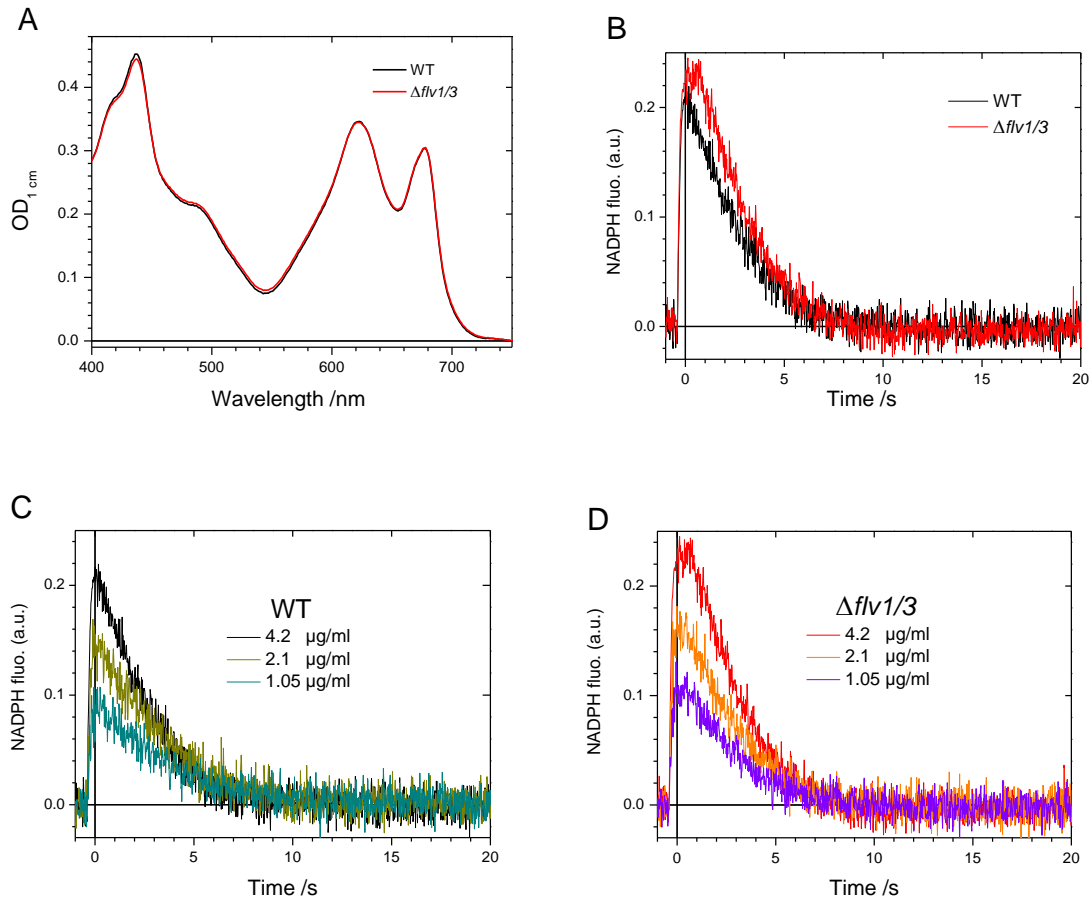 A
WT
Δflv1/3
OD1 cm
0.4
0.3
0.2
0.1
0.0
400 500 600 700
Wavelength /nm
B
WT
Δflv1/3
NADPH fluo. (a.u.)
0.2
0.1
0.0
0 5 10 15 20
Time /s
C
WT
4.2 µg/ml
2.1 µg/ml
1.05 µg/ml
NADPH fluo. (a.u.)
0.2
0.1
0.0
0 5 10 15 20
Time /s
D
Δflv1/3
4.2 µg/ml
2.1 µg/ml
1.05 µg/ml
NADPH fluo. (a.u.)
0.2
0.1
0.0
0 5 10 15 20
Time /s